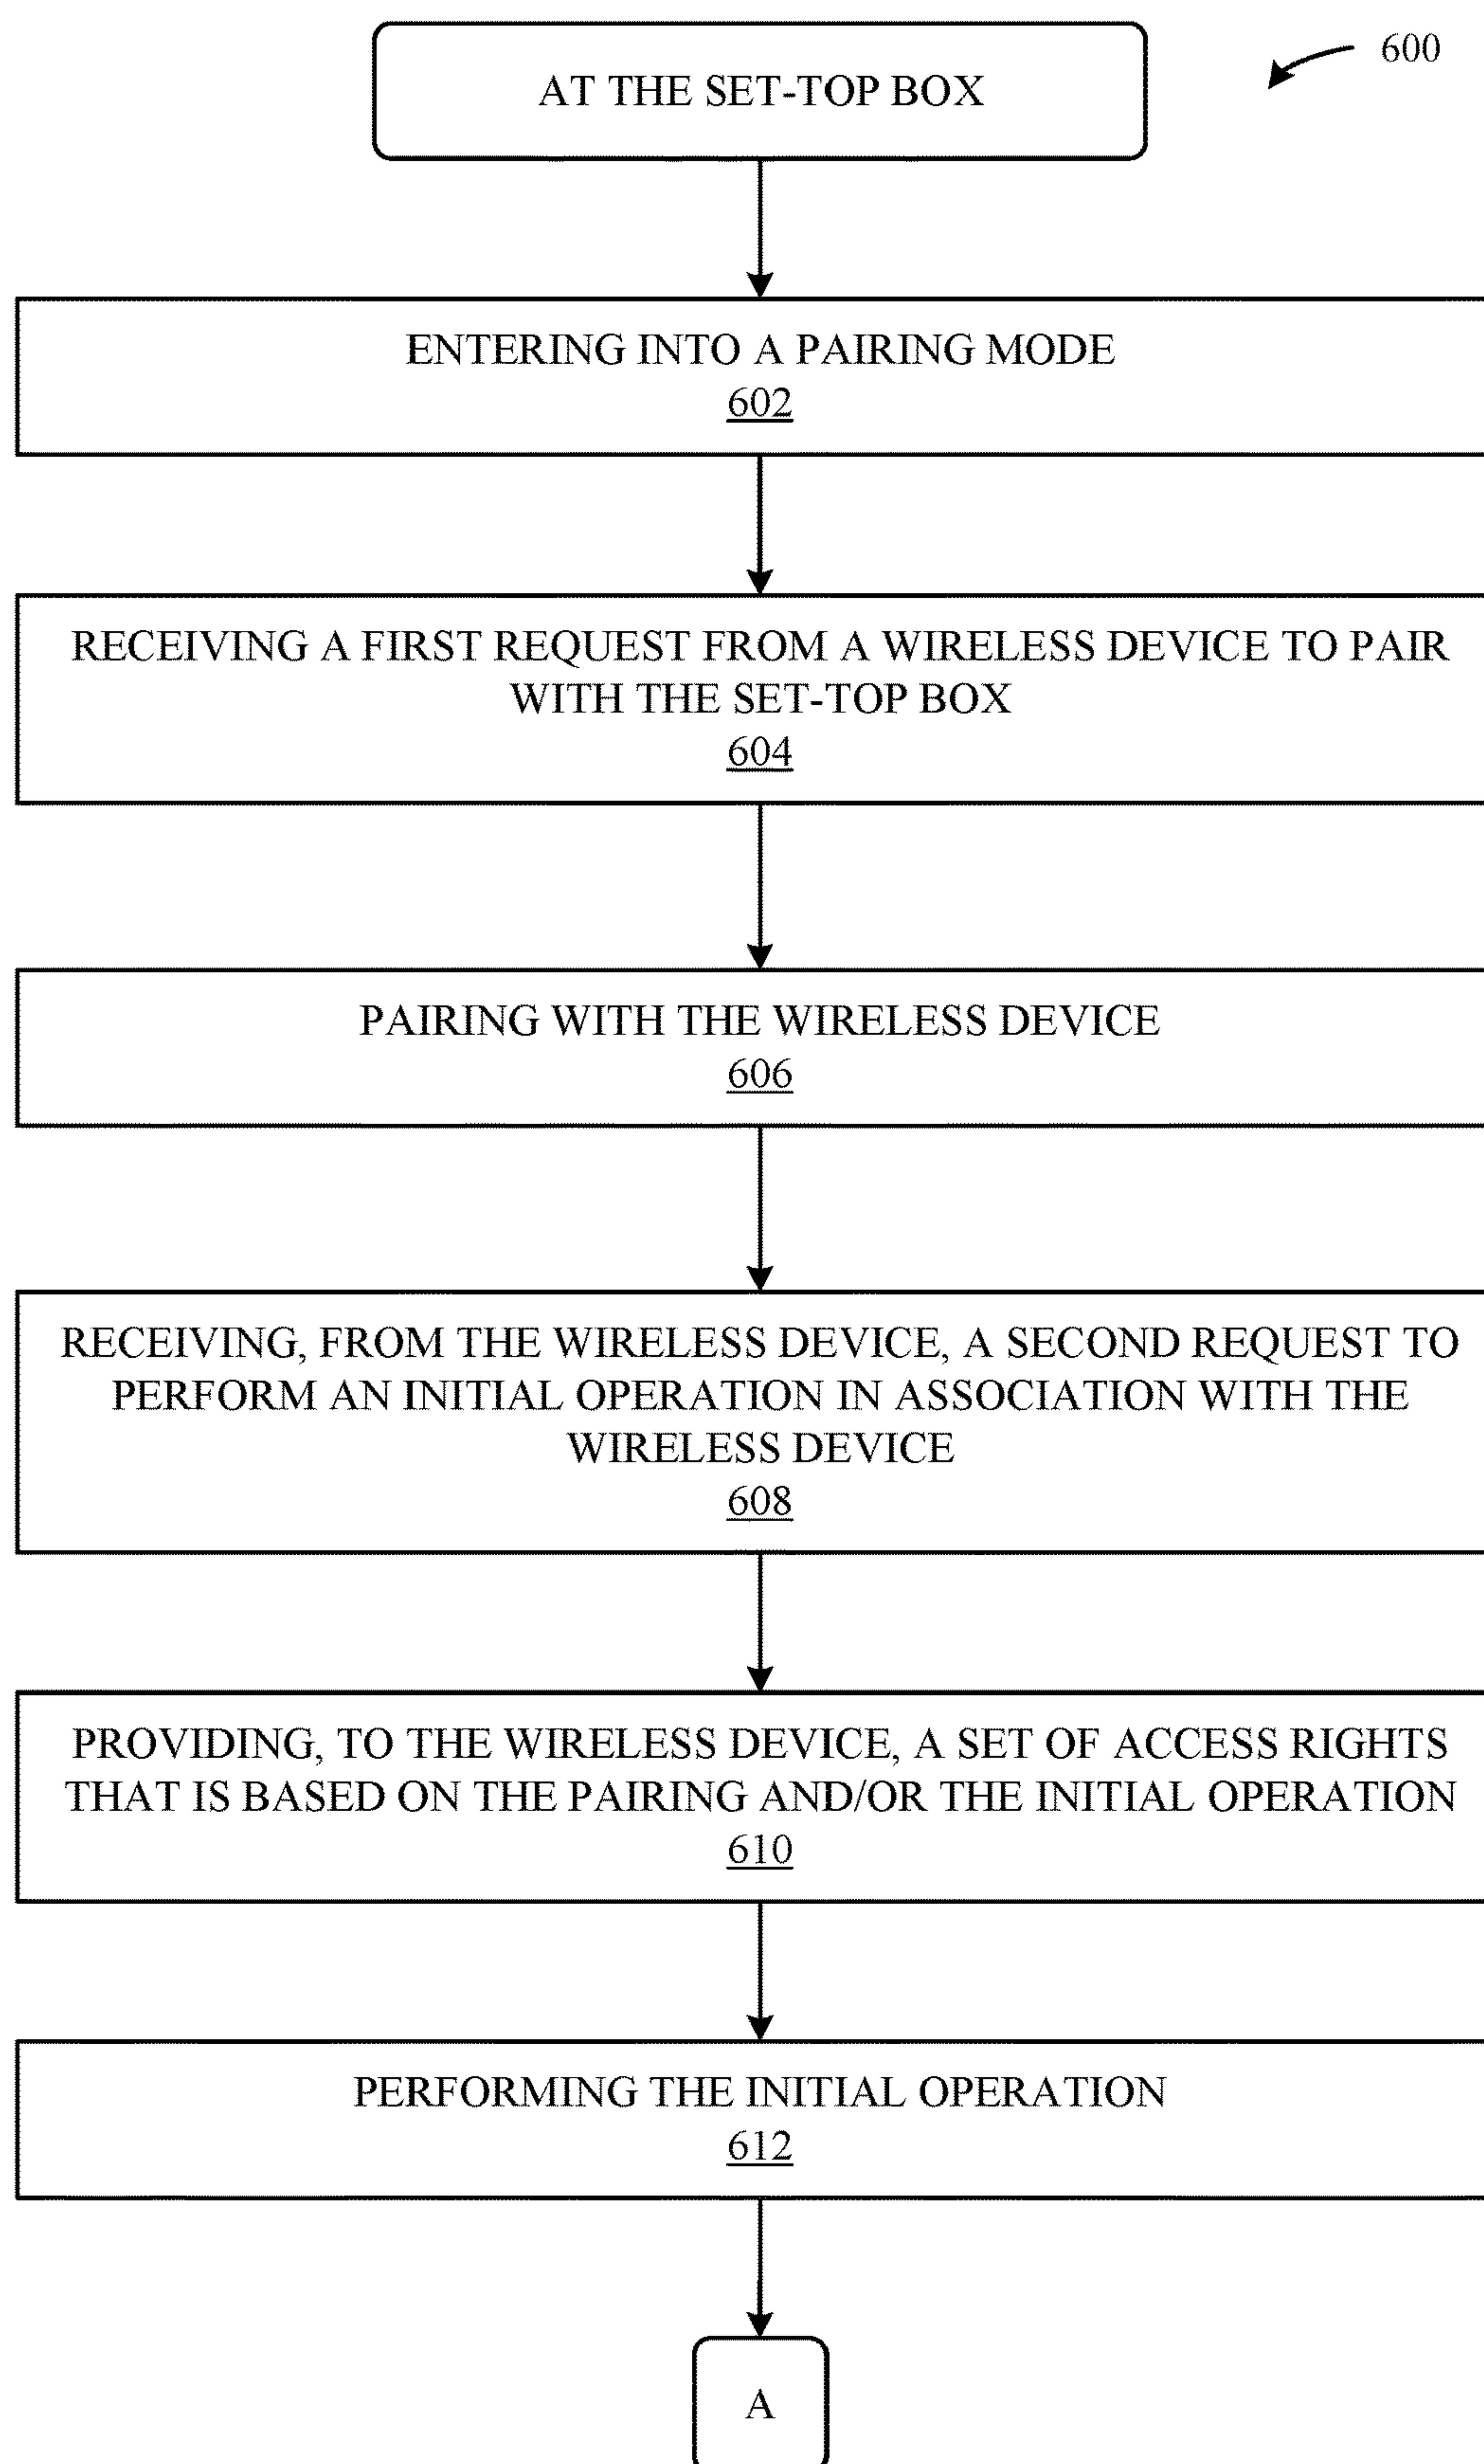 AT THE SET-TOP BOX
600
ENTERING INTO A PAIRING MODE
602
RECEIVING A FIRST REQUEST FROM A WIRELESS DEVICE TO PAIR
WITH THE SET-TOP BOX
604
PAIRING WITH THE WIRELESS DEVICE
606
RECEIVING, FROM THE WIRELESS DEVICE, A SECOND REQUEST TO
PERFORM AN INITIAL OPERATION IN ASSOCIATION WITH THE
WIRELESS DEVICE
608
PROVIDING, TO THE WIRELESS DEVICE, A SET OF ACCESS RIGHTS
THAT IS BASED ON THE PAIRING AND/OR THE INITIAL OPERATION
610
PERFORMING THE INITIAL OPERATION
612
A